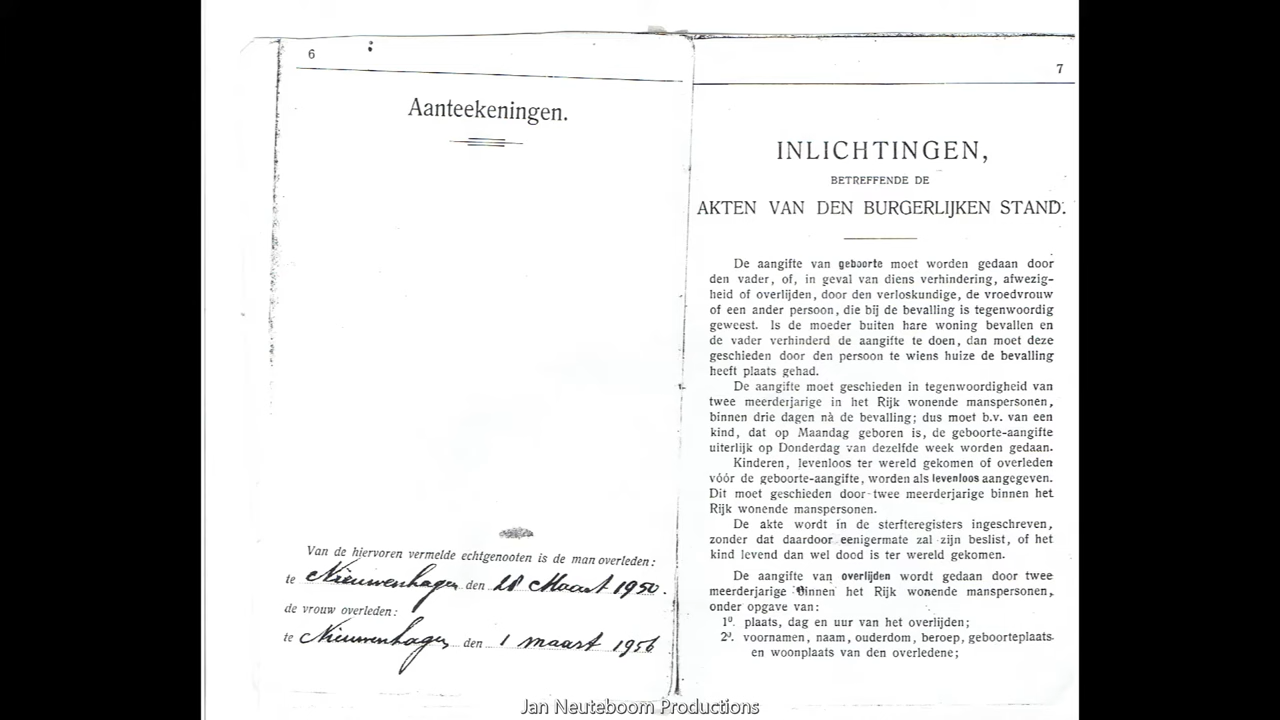 6
Aanteekeningen.
Van de hiervoren vermelde echtgenooten is de man overleden:
te Nieuwenhagen den 28 Maart 1950.
de vrouw overleden:
te Nieuwenhagen den 1 maart 1956
7
INLICHTINGEN,
BETREFFENDE DE
AKTEN VAN DEN BURGERLIJKEN STAND.
De aangifte van geboorte moet worden gedaan door
den vader, of, in geval van diens verhindering, afwezig-
heid of overlijden, door den verloskundige, de vroedvrouw
of een ander persoon, die bij de bevalling is tegenwoordig
geweest. Is de moeder buiten hare woning bevallen en
de vader verhinderd de aangifte te doen, dan moet deze
geschieden door den persoon te wiens huize de bevalling
heeft plaats gehad.
De aangifte moet geschieden in tegenwoordigheid van
twee meerderjarige in het Rijk wonende manspersonen,
binnen drie dagen nà de bevalling; dus moet b.v. van een
kind, dat op Maandag geboren is, de geboorte-aangifte
uiterlijk op Donderdag van dezelfde week worden gedaan.
Kinderen, levenloos ter wereld gekomen of overleden
vóór de geboorte-aangifte, worden als levenloos aangegeven.
Dit moet geschieden door twee meerderjarige binnen het
Rijk wonende manspersonen.
De akte wordt in de sterfteregisters ingeschreven,
zonder dat daardoor eenigermate zal zijn beslist, of het
kind levend dan wel dood is ter wereld gekomen.
De aangifte van overlijden wordt gedaan door twee
meerderjarige binnen het Rijk wonende manspersonen,
onder opgave van:
1º. plaats, dag en uur van het overlijden;
2º. voornamen, naam, ouderdom, beroep, geboorteplaats
en woonplaats van den overledene;
Jan Neuteboom Productions